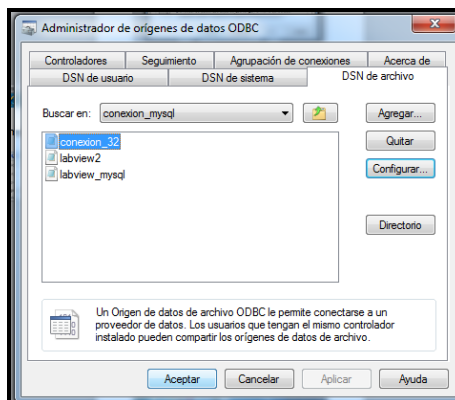 Administrador de orígenes de datos ODBC
Controladores
Seguimiento
Agrupación de conexiones
Acerca de
DSN de usuario
DSN de sistema
DSN de archivo
Buscar en:
conexion_mysql
Agregar...
conexion_32
Quitar
labview2
labview_mysql
Configurar...
Directorio
Un Origen de datos de archivo ODBC le permite conectarse a un
proveedor de datos. Los usuarios que tengan el mismo controlador
instalado pueden compartir los orígenes de datos de archivo.
Aceptar
Cancelar
Aplicar
Ayuda